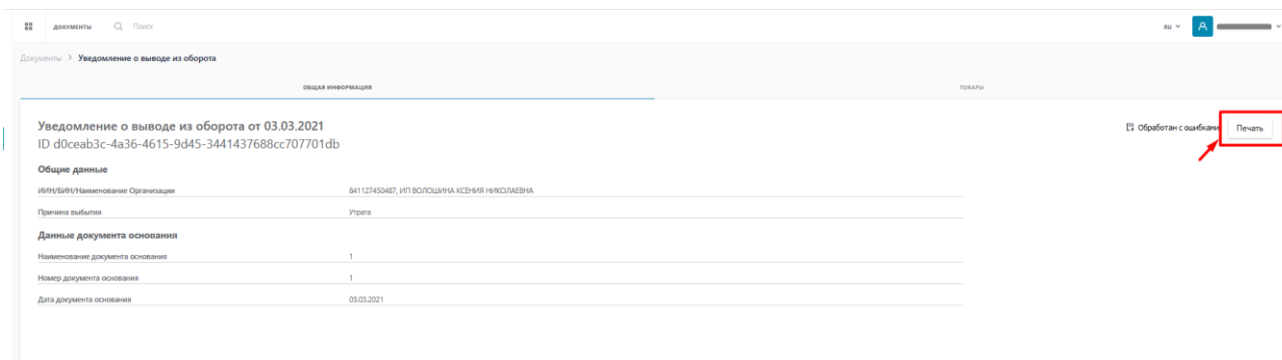 ДОКУМЕНТЫ Поиск RU А
Документы > Уведомление о выводе из оборота
ОБЩАЯ ИНФОРМАЦИЯ ТОВАРЫ
Уведомление о выводе из оборота от 03.03.2021 Обработан с ошибками Печать
ID d0ceab3c-4a36-4615-9d45-3441437688cc707701db
Общие данные
ИИН/БИН/Наименование Организации 841127450487, ИП ВОЛОШИНА КСЕНИЯ НИКОЛАЕВНА
Причина выбытия Утрата
Данные документа основания
Наименование документа основания 1
Номер документа основания 1
Дата документа основания 03.03.2021